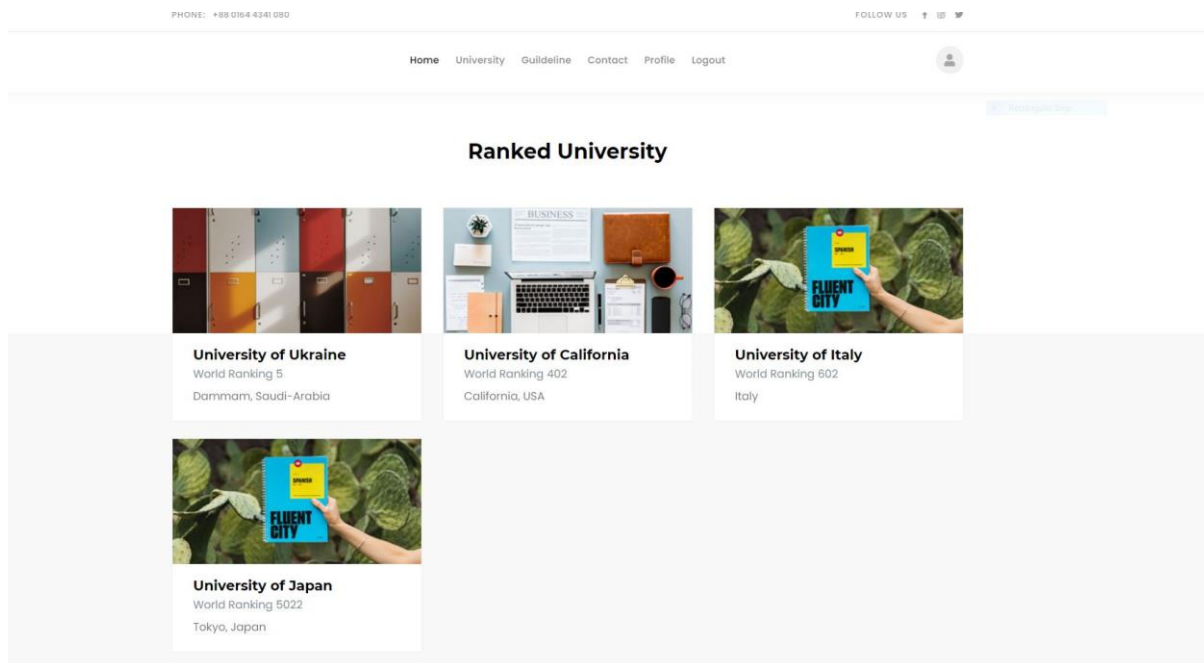 PHONE: +88 0164 4341 080
FOLLOW US
Home University Guildeline Contact Profile Logout
Rectangular Snip
Ranked University
BUSINESS
SPANISH
FLUENT
CITY
University of Ukraine
World Ranking 5
Dammam, Saudi-Arabia
University of California
World Ranking 402
California, USA
University of Italy
World Ranking 602
Italy
SPANISH
FLUENT
CITY
University of Japan
World Ranking 5022
Tokyo, Japan